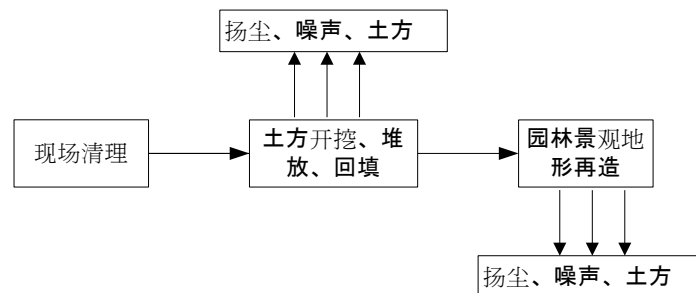 扬尘、噪声、土方
现场清理
土方开挖、堆
放、回填
园林景观地
形再造
扬尘、噪声、土方